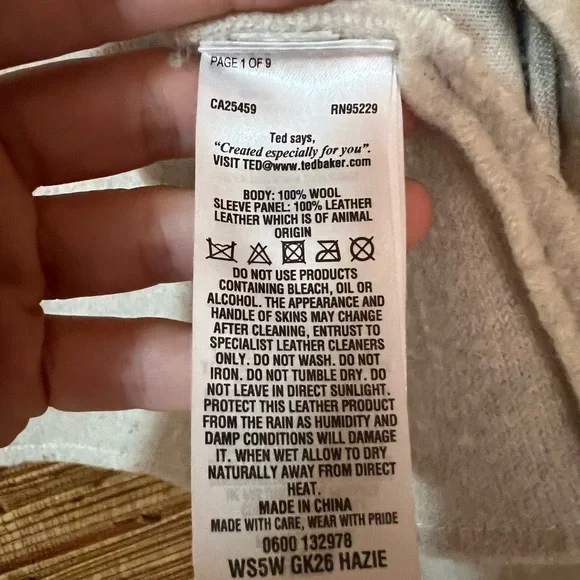 PAGE 1 OF 9
CA25459 RN95229
Ted says,
"Created especially for you".
VISIT TED@www.tedbaker.com
BODY: 100% WOOL
SLEEVE PANEL: 100% LEATHER
LEATHER WHICH IS OF ANIMAL
ORIGIN
DO NOT USE PRODUCTS
CONTAINING BLEACH, OIL OR
ALCOHOL. THE APPEARANCE AND
HANDLE OF SKINS MAY CHANGE
AFTER CLEANING, ENTRUST TO
SPECIALIST LEATHER CLEANERS
ONLY. DO NOT WASH. DO NOT
IRON. DO NOT TUMBLE DRY. DO
NOT LEAVE IN DIRECT SUNLIGHT.
PROTECT THIS LEATHER PRODUCT
FROM THE RAIN AS HUMIDITY AND
DAMP CONDITIONS WILL DAMAGE
IT. WHEN WET ALLOW TO DRY
NATURALLY AWAY FROM DIRECT
HEAT.
MADE IN CHINA
MADE WITH CARE, WEAR WITH PRIDE
0600 132978
WS5W GK26 HAZIE